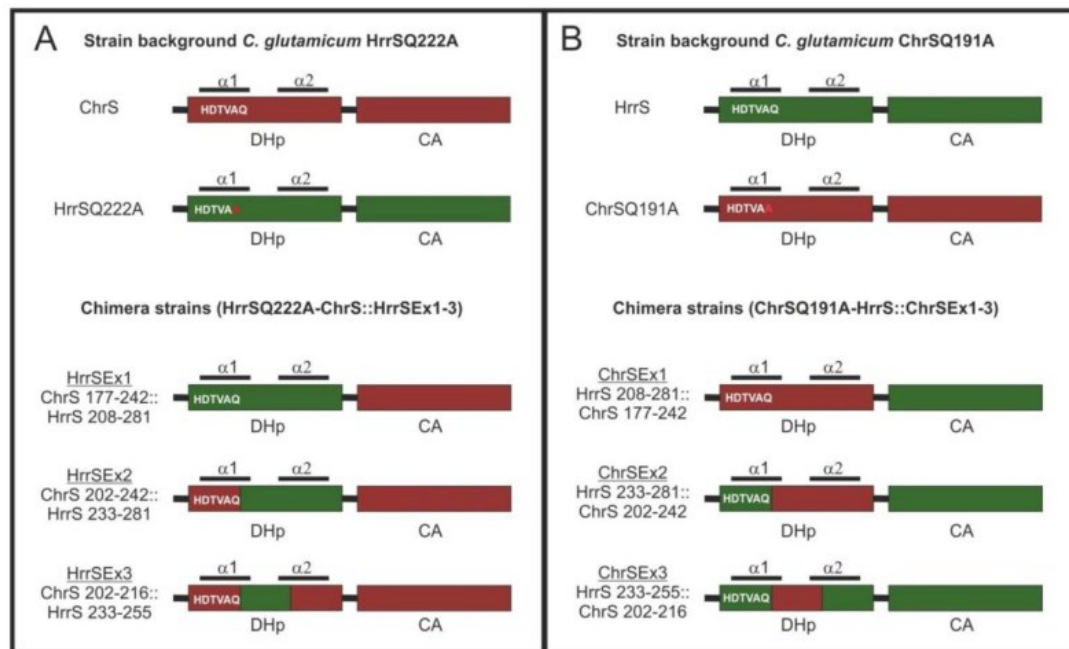 A
Strain background C. glutamicum HrrSQ222A
α1 α2
ChrS
HDTVAQ
DHp CA
α1 α2
HrrSQ222A
HDTVAA
DHp CA
Chimera strains (HrrSQ222A-ChrS::HrrSEx1-3)
HrrSEx1
ChrS 177-242::
HrrS 208-281
α1 α2
HDTVAQ
DHp CA
HrrSEx2
ChrS 202-242::
HrrS 233-281
α1 α2
HDTVAQ
DHp CA
HrrSEx3
ChrS 202-216::
HrrS 233-255
α1 α2
HDTVAQ
DHp CA
B
Strain background C. glutamicum ChrSQ191A
α1 α2
HrrS
HDTVAQ
DHp CA
α1 α2
ChrSQ191A
HDTVAA
DHp CA
Chimera strains (ChrSQ191A-HrrS::ChrSEx1-3)
ChrSEx1
HrrS 208-281::
ChrS 177-242
α1 α2
HDTVAQ
DHp CA
ChrSEx2
HrrS 233-281::
ChrS 202-242
α1 α2
HDTVAQ
DHp CA
ChrSEx3
HrrS 233-255::
ChrS 202-216
α1 α2
HDTVAQ
DHp CA